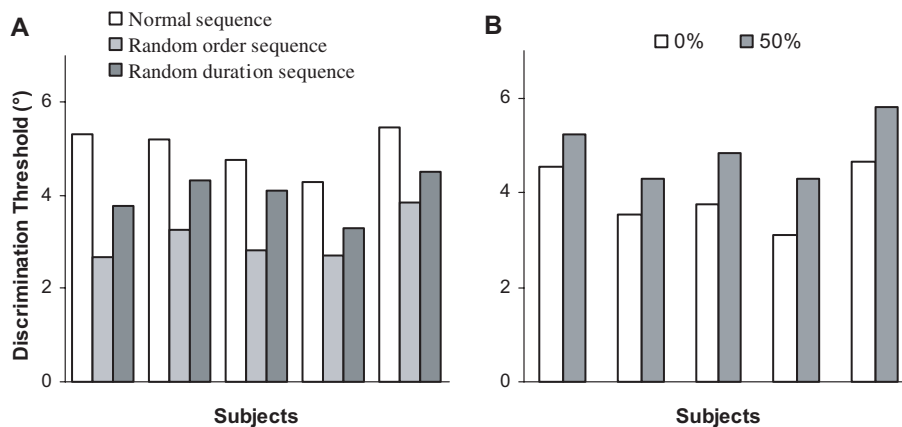 A
Normal sequence
Random order sequence
Random duration sequence
Discrimination Threshold (°)
6
4
2
0
Subjects
B
0% 50%
6
4
2
0
Subjects